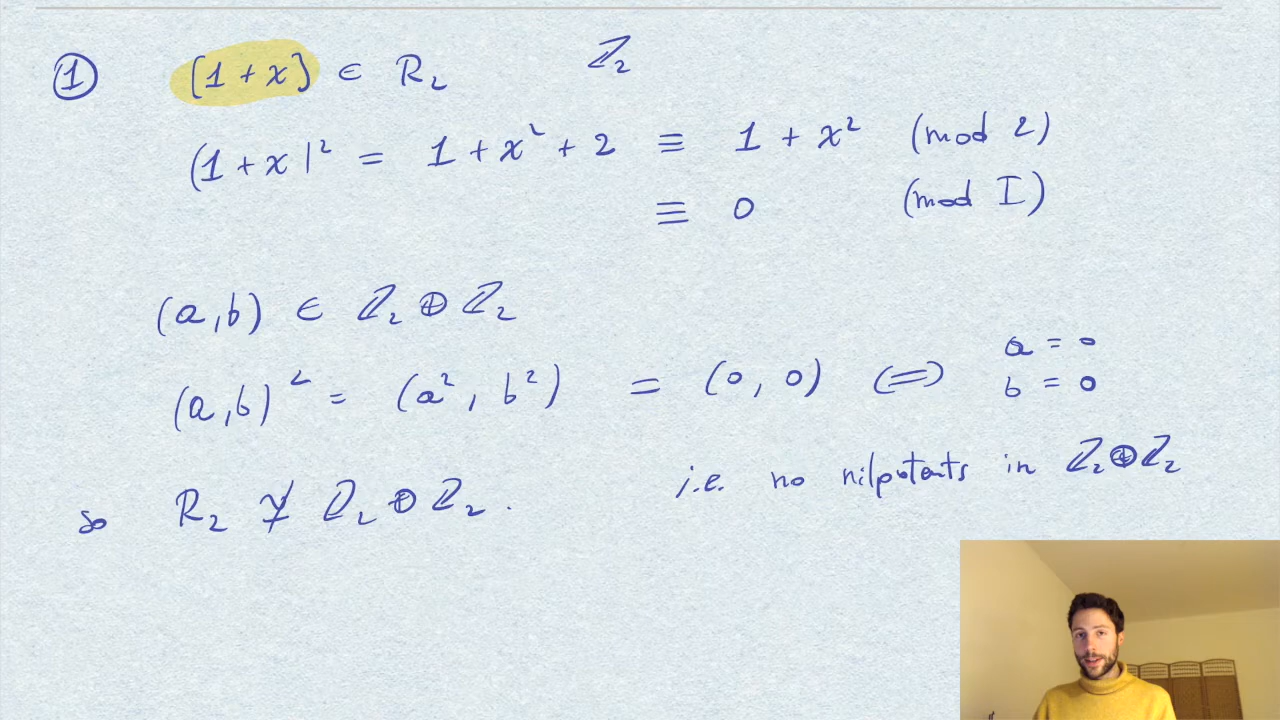 ① [1 + x] ∈ R₂ ℤ₂
(1 + x)² = 1 + x² + 2 ≡ 1 + x² (mod 2)
≡ 0 (mod I)
(a, b) ∈ ℤ₂ ⊕ ℤ₂
(a, b)² = (a², b²) = (0, 0) ⟺ a = 0
b = 0
i.e. no nilpotents in ℤ₂ ⊕ ℤ₂
so R₂ ≄ ℤ₂ ⊕ ℤ₂.